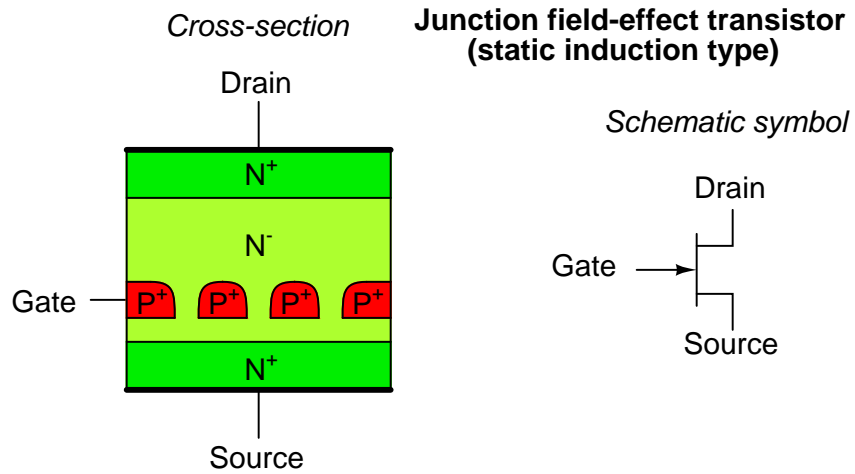 Cross-section
Junction field-effect transistor
(static induction type)
Drain
Schematic symbol
N+
Drain
N-
Gate
Gate
P+ P+ P+ P+
N+
Source
Source